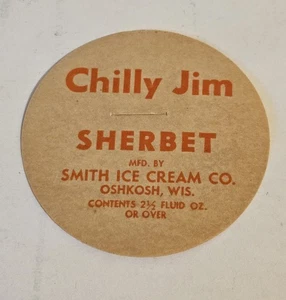 Chilly Jim
SHERBET
MFD. BY
SMITH ICE CREAM CO.
OSHKOSH, WIS.
CONTENTS 2½ FLUID OZ.
OR OVER